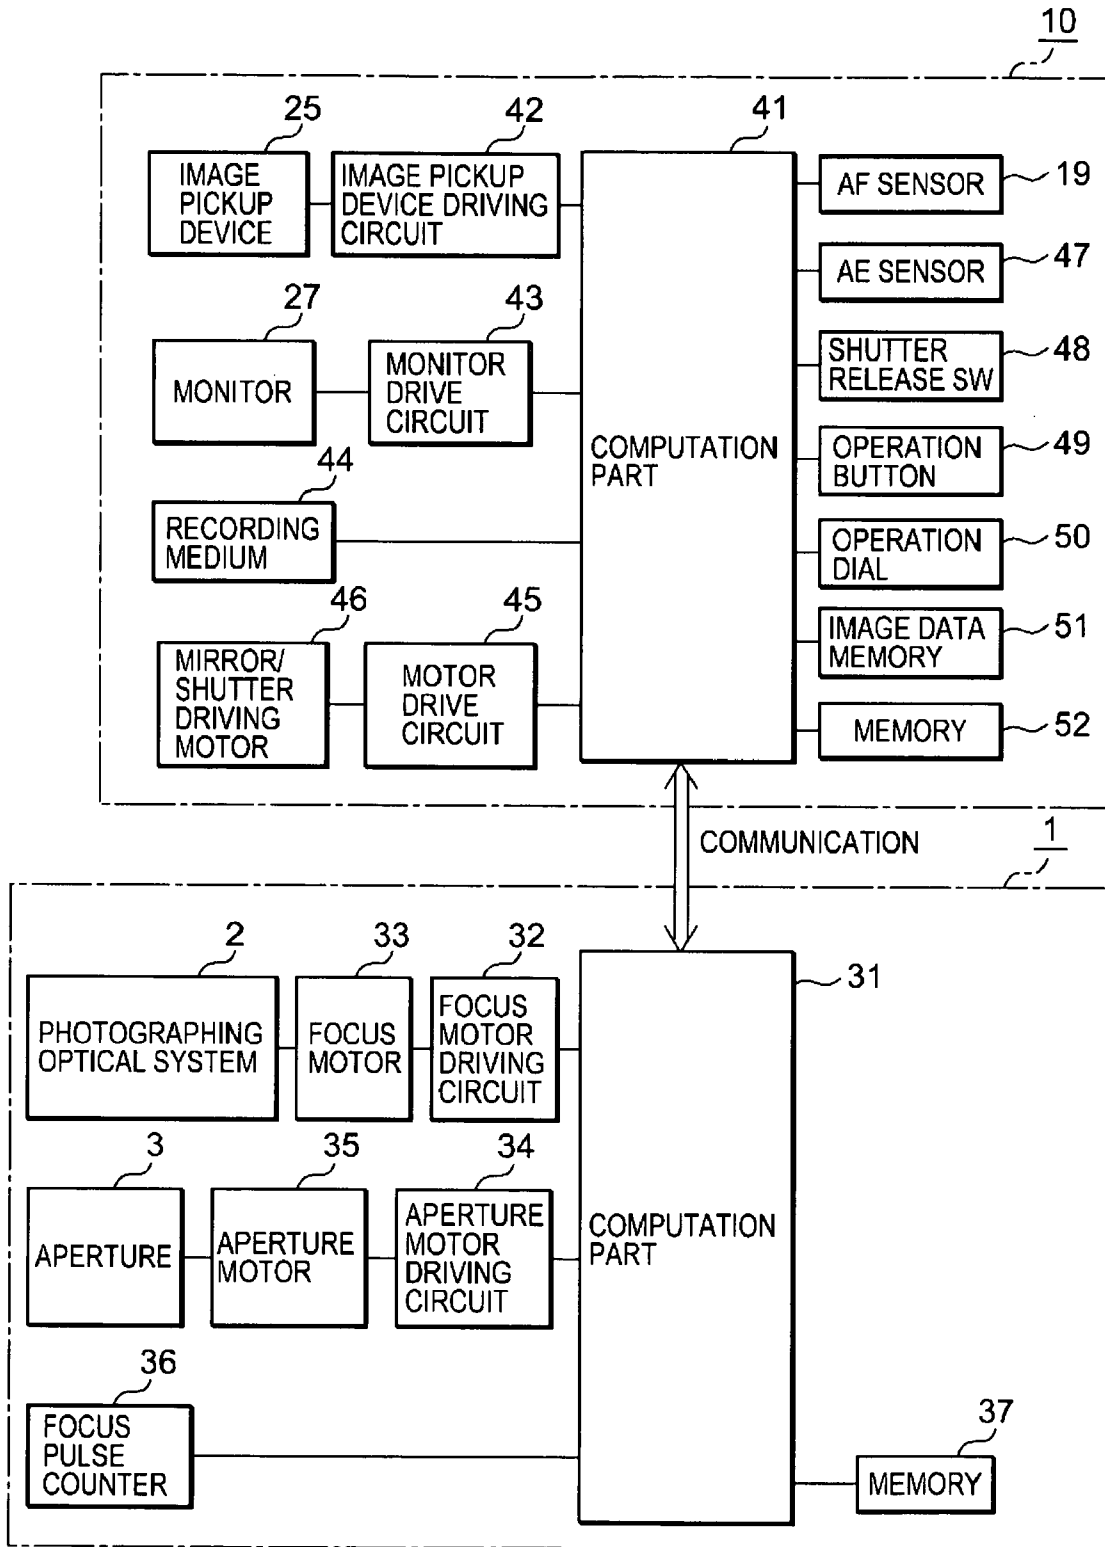 10
25
42
41
IMAGE
PICKUP
DEVICE
IMAGE PICKUP
DEVICE DRIVING
CIRCUIT
AF SENSOR
19
AE SENSOR
47
27
43
MONITOR
MONITOR
DRIVE
CIRCUIT
SHUTTER
RELEASE SW
48
COMPUTATION
PART
OPERATION
BUTTON
49
44
RECORDING
MEDIUM
OPERATION
DIAL
50
46
45
MIRROR/
SHUTTER
DRIVING
MOTOR
MOTOR
DRIVE
CIRCUIT
IMAGE DATA
MEMORY
51
MEMORY
52
COMMUNICATION
1
2
33
32
31
PHOTOGRAPHING
OPTICAL SYSTEM
FOCUS
MOTOR
FOCUS
MOTOR
DRIVING
CIRCUIT
3
35
34
APERTURE
APERTURE
MOTOR
APERTURE
MOTOR
DRIVING
CIRCUIT
COMPUTATION
PART
36
FOCUS
PULSE
COUNTER
37
MEMORY